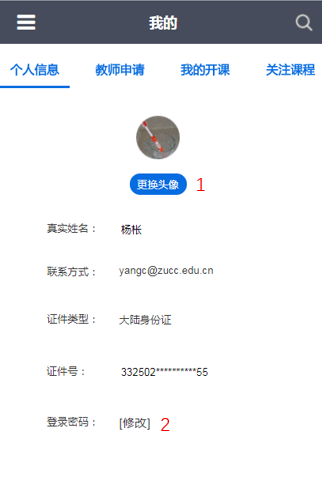 我的
个人信息 教师申请 我的开课 关注课程
更换头像 1
真实姓名： 杨枨
联系方式： yangc@zucc.edu.cn
证件类型： 大陆身份证
证件号： 332502**********55
登录密码： [修改] 2